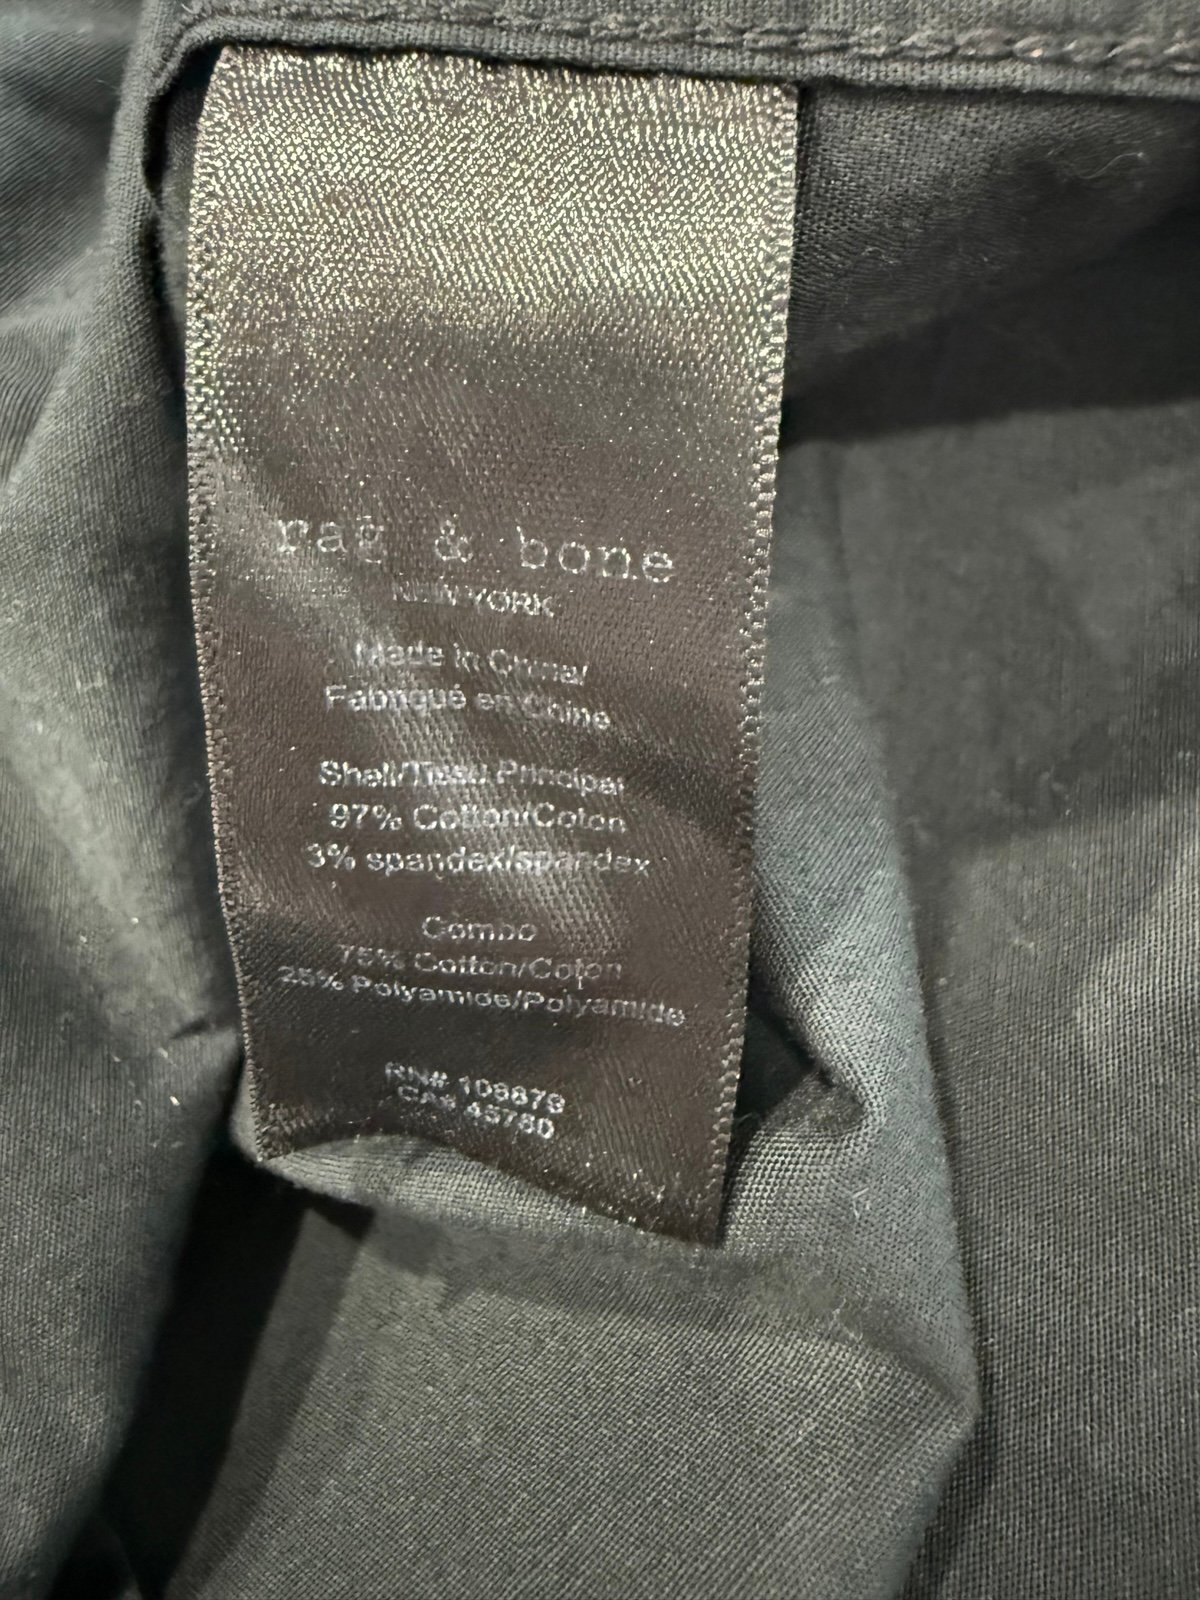 rag & bone
NEW YORK
Made in China/
Fabriqué en Chine
Shell/Tissu Principal
97% Cotton/Coton
3% spandex/spandex
Combo
75% Cotton/Coton
25% Polyamide/Polyamide
RN# 108879
CA# 45780